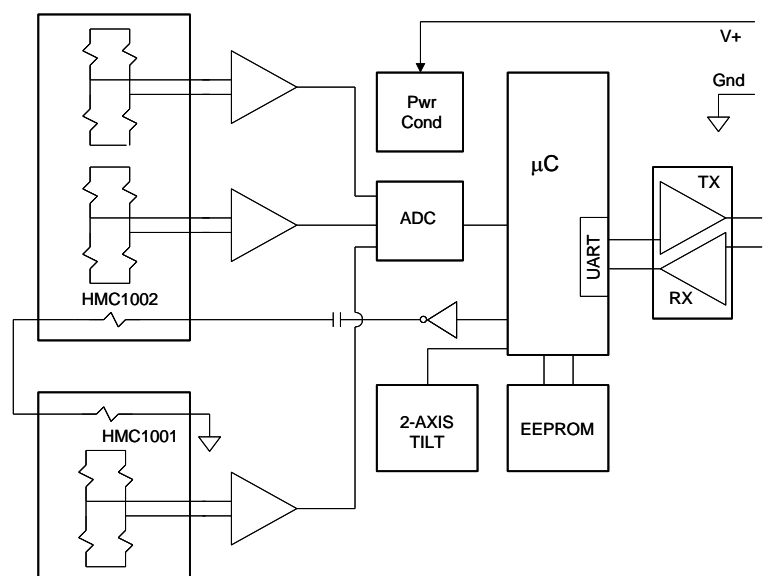 V+
Gnd
Pwr
Cond
μC
TX
ADC
UART
RX
HMC1002
2-AXIS
TILT
EEPROM
HMC1001